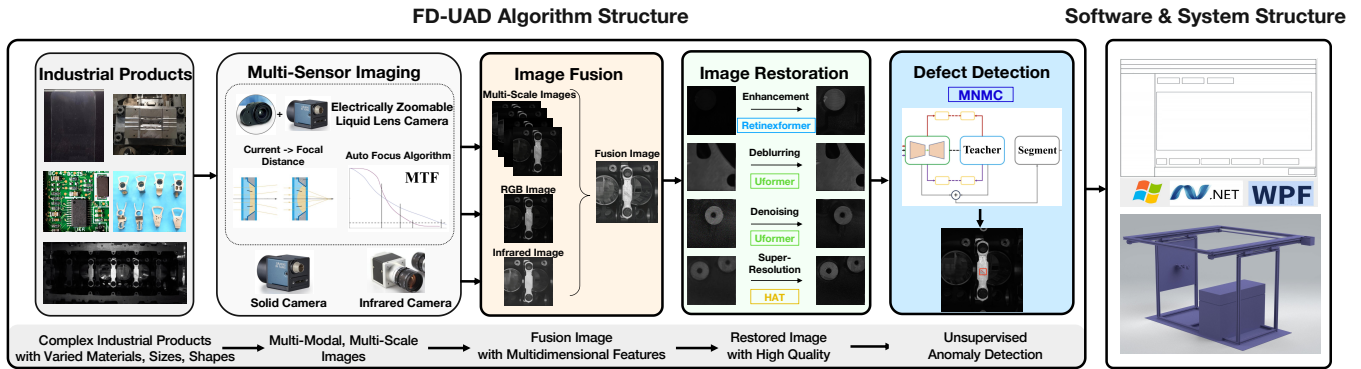 FD-UAD Algorithm Structure
Software & System Structure
Industrial Products
Multi-Sensor Imaging
Electrically Zoomable
Liquid Lens Camera
+
Current -> Focal
Distance
Auto Focus Algorithm
MTF
Solid Camera
Infrared Camera
Image Fusion
Multi-Scale Images
RGB Image
Infrared Image
Fusion Image
Image Restoration
Enhancement
Retinexformer
Deblurring
Uformer
Denoising
Uformer
Super-
Resolution
HAT
Defect Detection
MNMC
Teacher
Segment
.NET
WPF
Complex Industrial Products
with Varied Materials, Sizes, Shapes
Multi-Modal, Multi-Scale
Images
Fusion Image
with Multidimensional Features
Restored Image
with High Quality
Unsupervised
Anomaly Detection